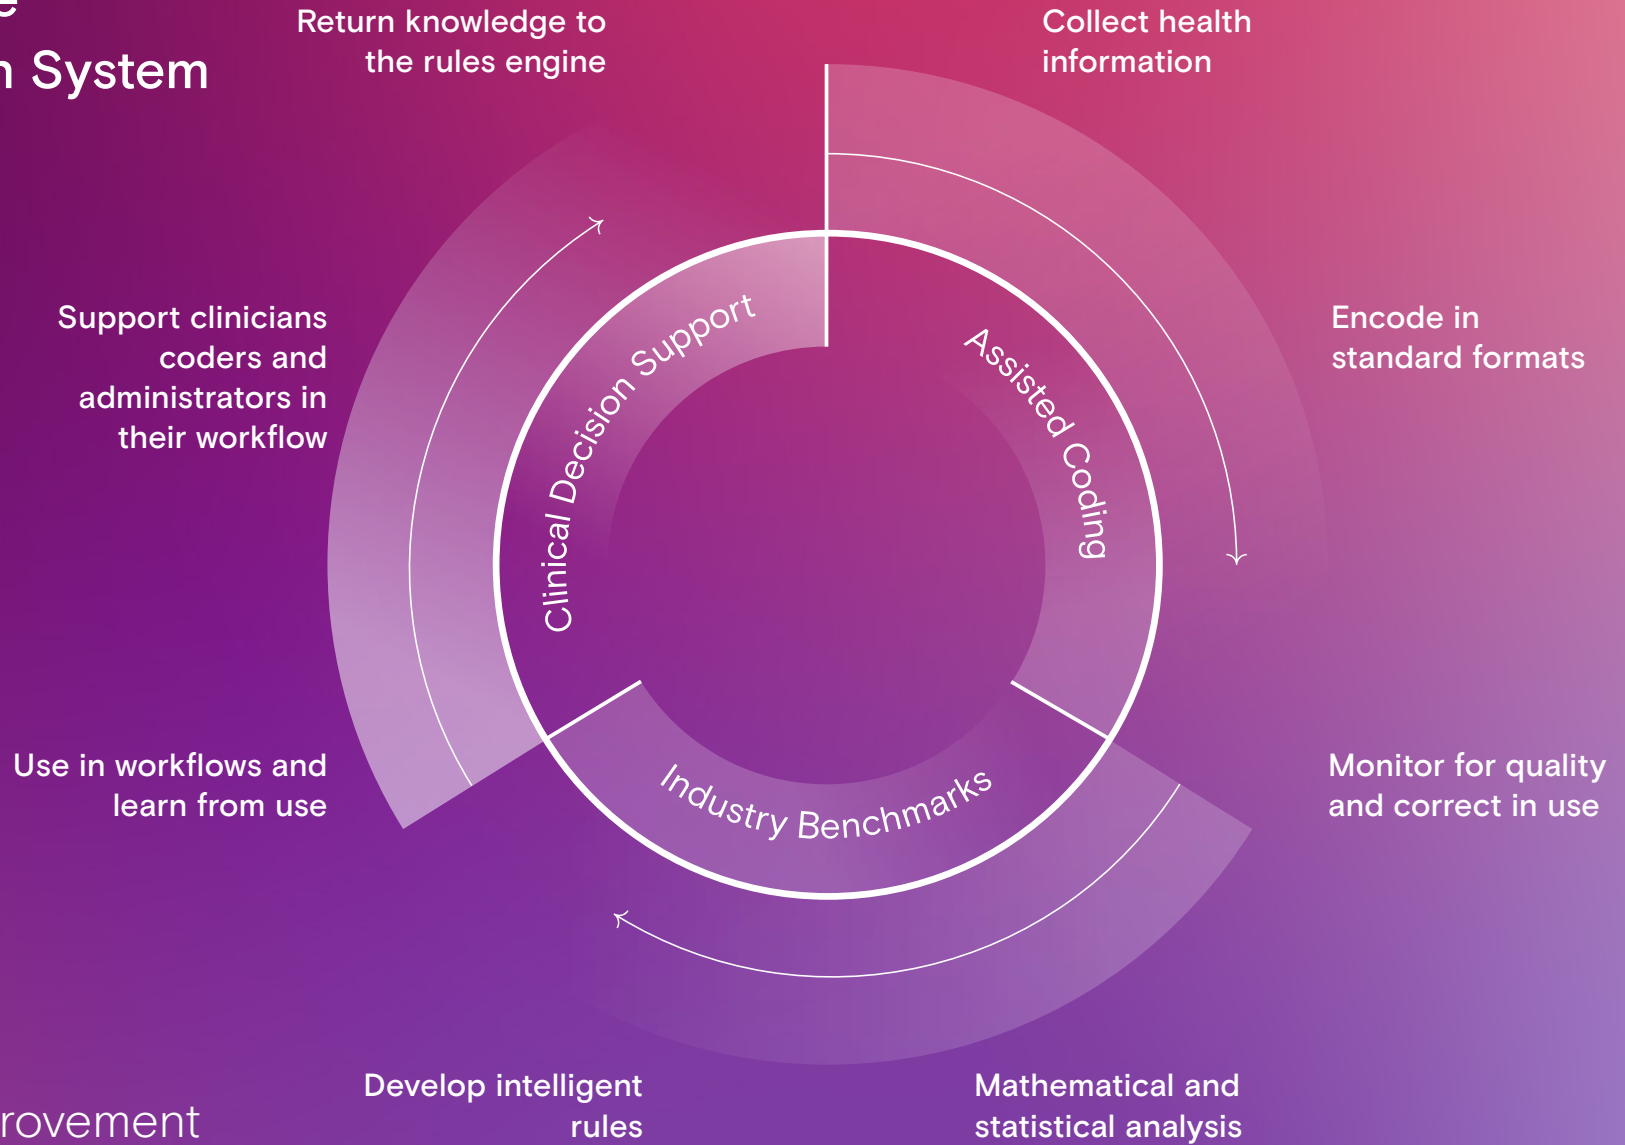 e
n System
Return knowledge to
the rules engine
Collect health
information
Encode in
standard formats
Monitor for quality
and correct in use
Mathematical and
statistical analysis
Develop intelligent
rules
Use in workflows and
learn from use
Support clinicians
coders and
administrators in
their workflow
Clinical Decision Support
Assisted Coding
Industry Benchmarks
rovement